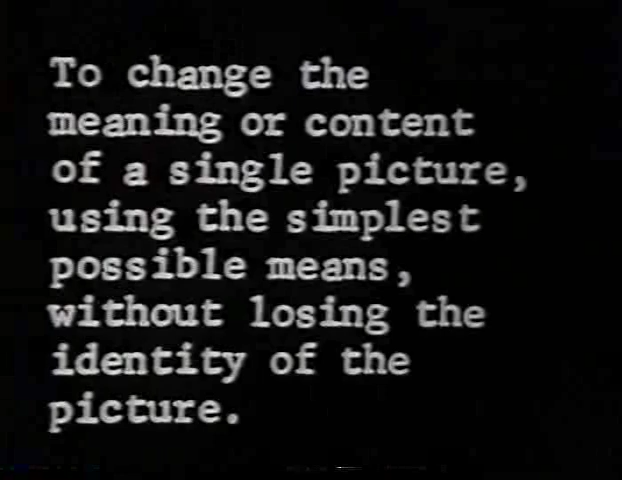 To change the
meaning or content
of a single picture,
using the simplest
possible means,
without losing the
identity of the
picture.